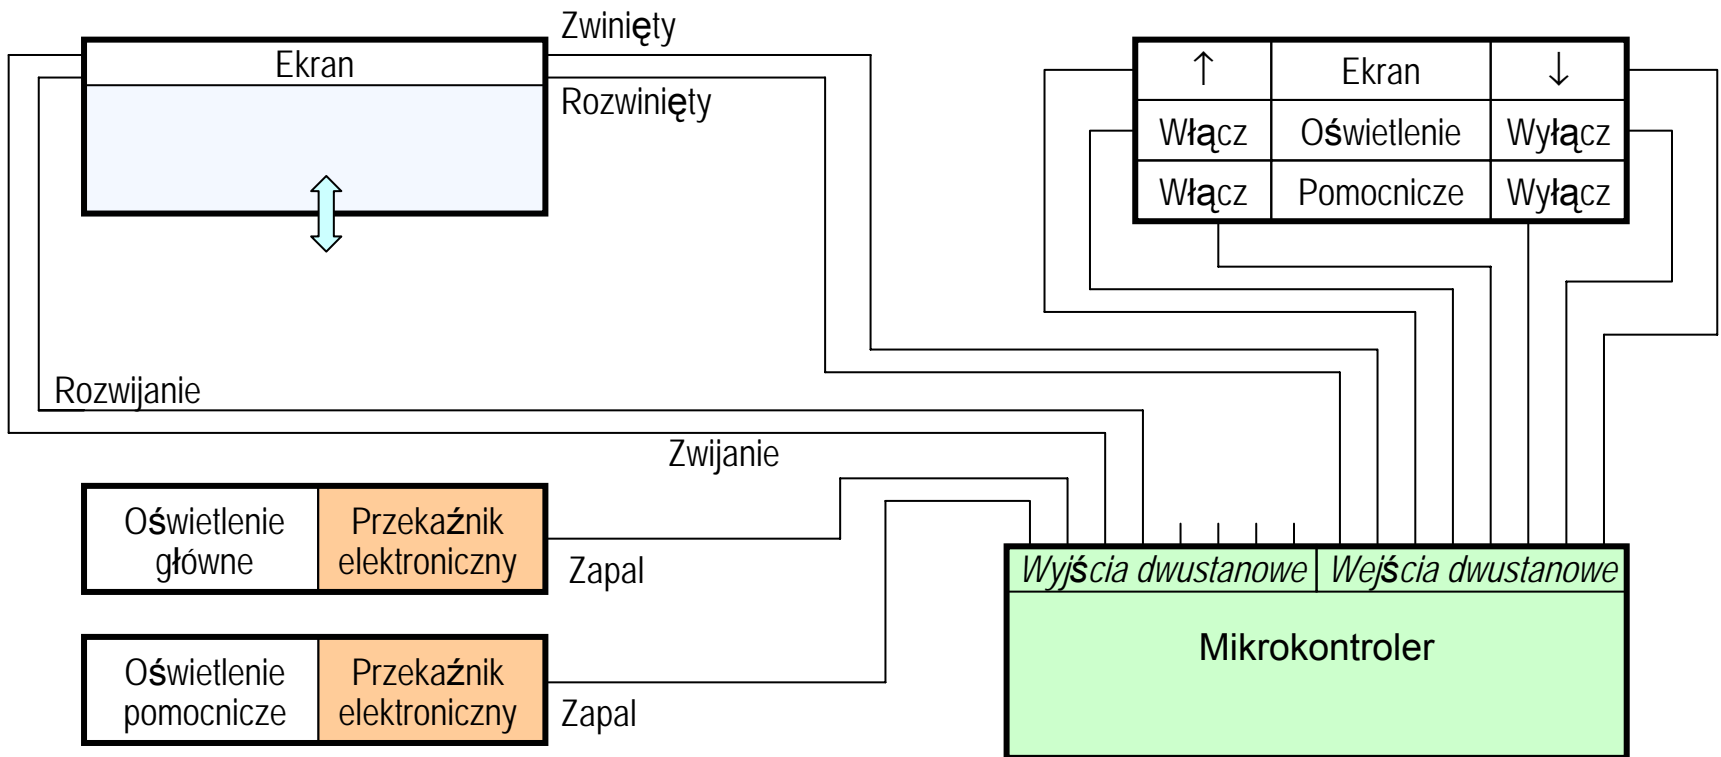 Zwinięty
Ekran
Rozwinięty
↑ Ekran ↓
Włącz Oświetlenie Wyłącz
Włącz Pomocnicze Wyłącz
Rozwijanie
Zwijanie
Oświetlenie
główne
Przekaźnik
elektroniczny
Zapal
Oświetlenie
pomocnicze
Przekaźnik
elektroniczny
Zapal
Wyjścia dwustanowe
Wejścia dwustanowe
Mikrokontroler